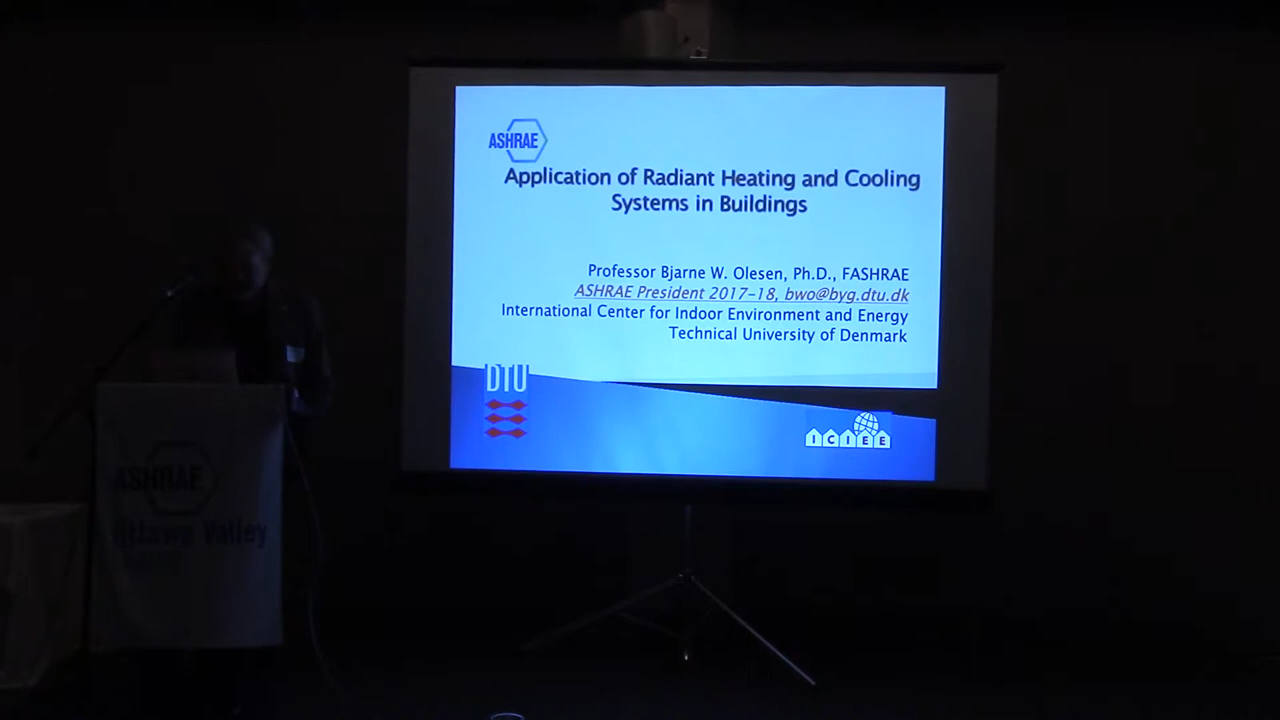 ASHRAE
Application of Radiant Heating and Cooling
Systems in Buildings
Professor Bjarne W. Olesen, Ph.D., FASHRAE
ASHRAE President 2017-18, bwo@byg.dtu.dk
International Center for Indoor Environment and Energy
Technical University of Denmark
DTU
ICIEE
ASHRAE
Ottawa Valley